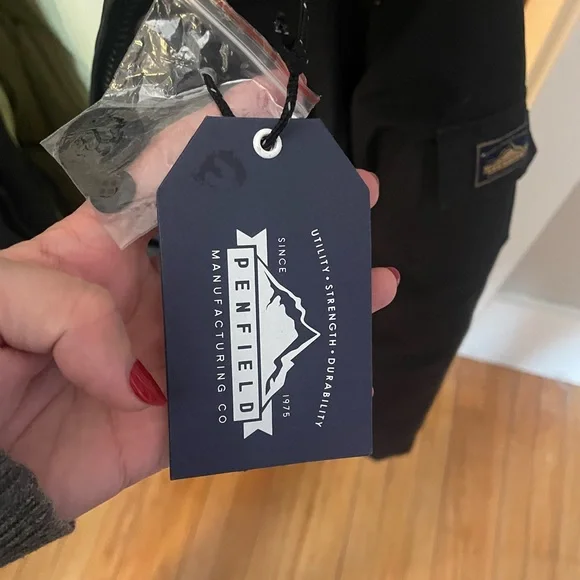 UTILITY • STRENGTH • DURABILITY
SINCE 1975
PENFIELD
MANUFACTURING CO